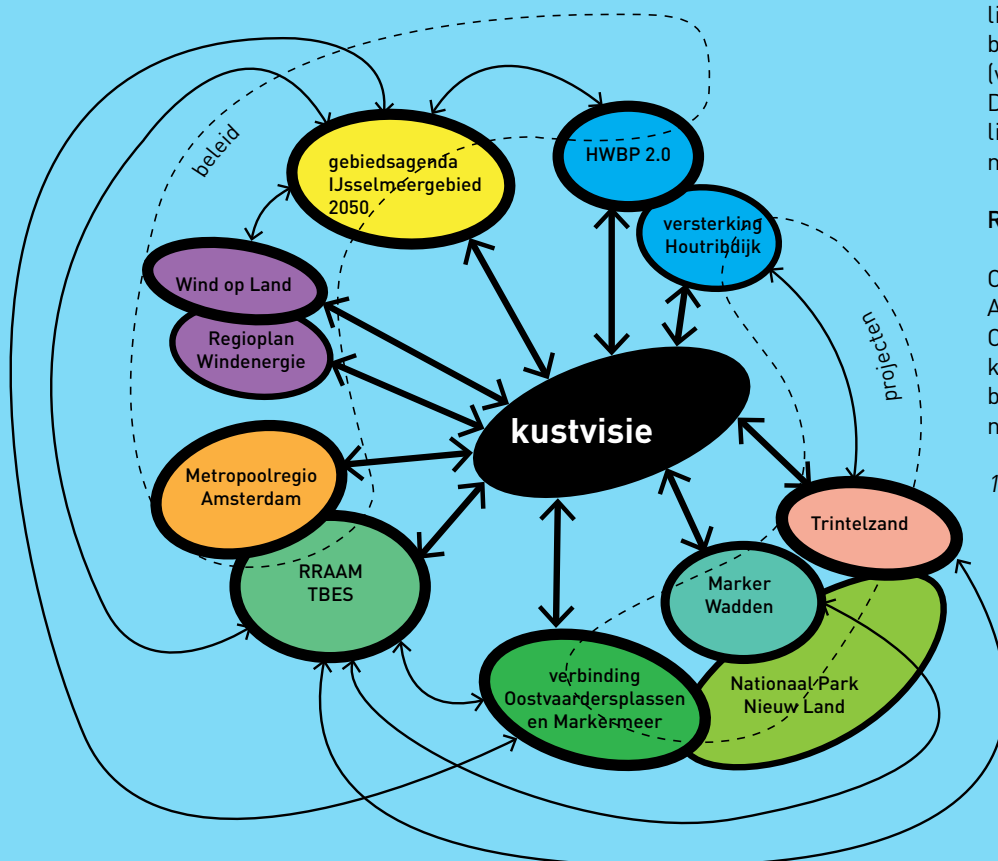 beleid
gebiedsagenda
IJsselmeergebied
2050
HWBP 2.0
versterking
Houtribdijk
Wind op Land
Regioplan
Windenergie
projecten
kustvisie
Metropoolregio
Amsterdam
Trintelzand
RRAAM
TBES
Marker
Wadden
verbinding
Oostvaardersplassen
en Markermeer
Nationaal Park
Nieuw Land